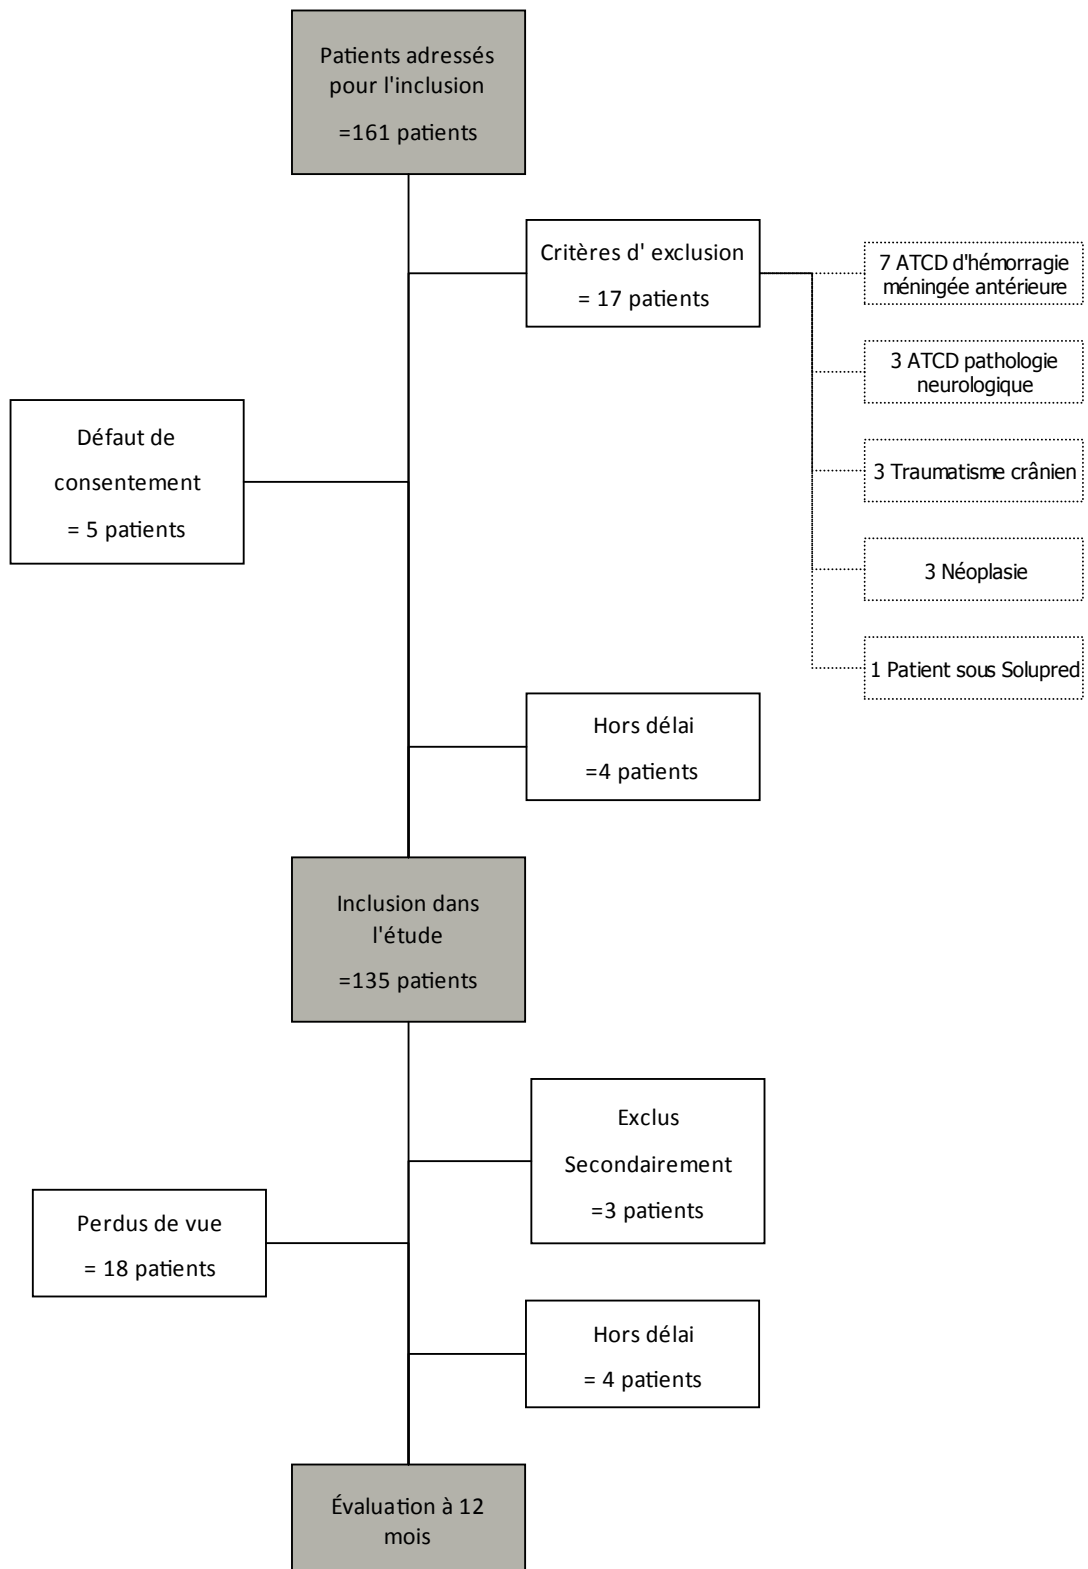 Patients adressés
pour l'inclusion
=161 patients
Critères d' exclusion
= 17 patients
7 ATCD d'hémorragie
méningée antérieure
3 ATCD pathologie
neurologique
3 Traumatisme crânien
3 Néoplasie
1 Patient sous Solupred
Défaut de
consentement
= 5 patients
Hors délai
=4 patients
Inclusion dans
l'étude
=135 patients
Exclus
Secondairement
=3 patients
Perdus de vue
= 18 patients
Hors délai
= 4 patients
Évaluation à 12
mois